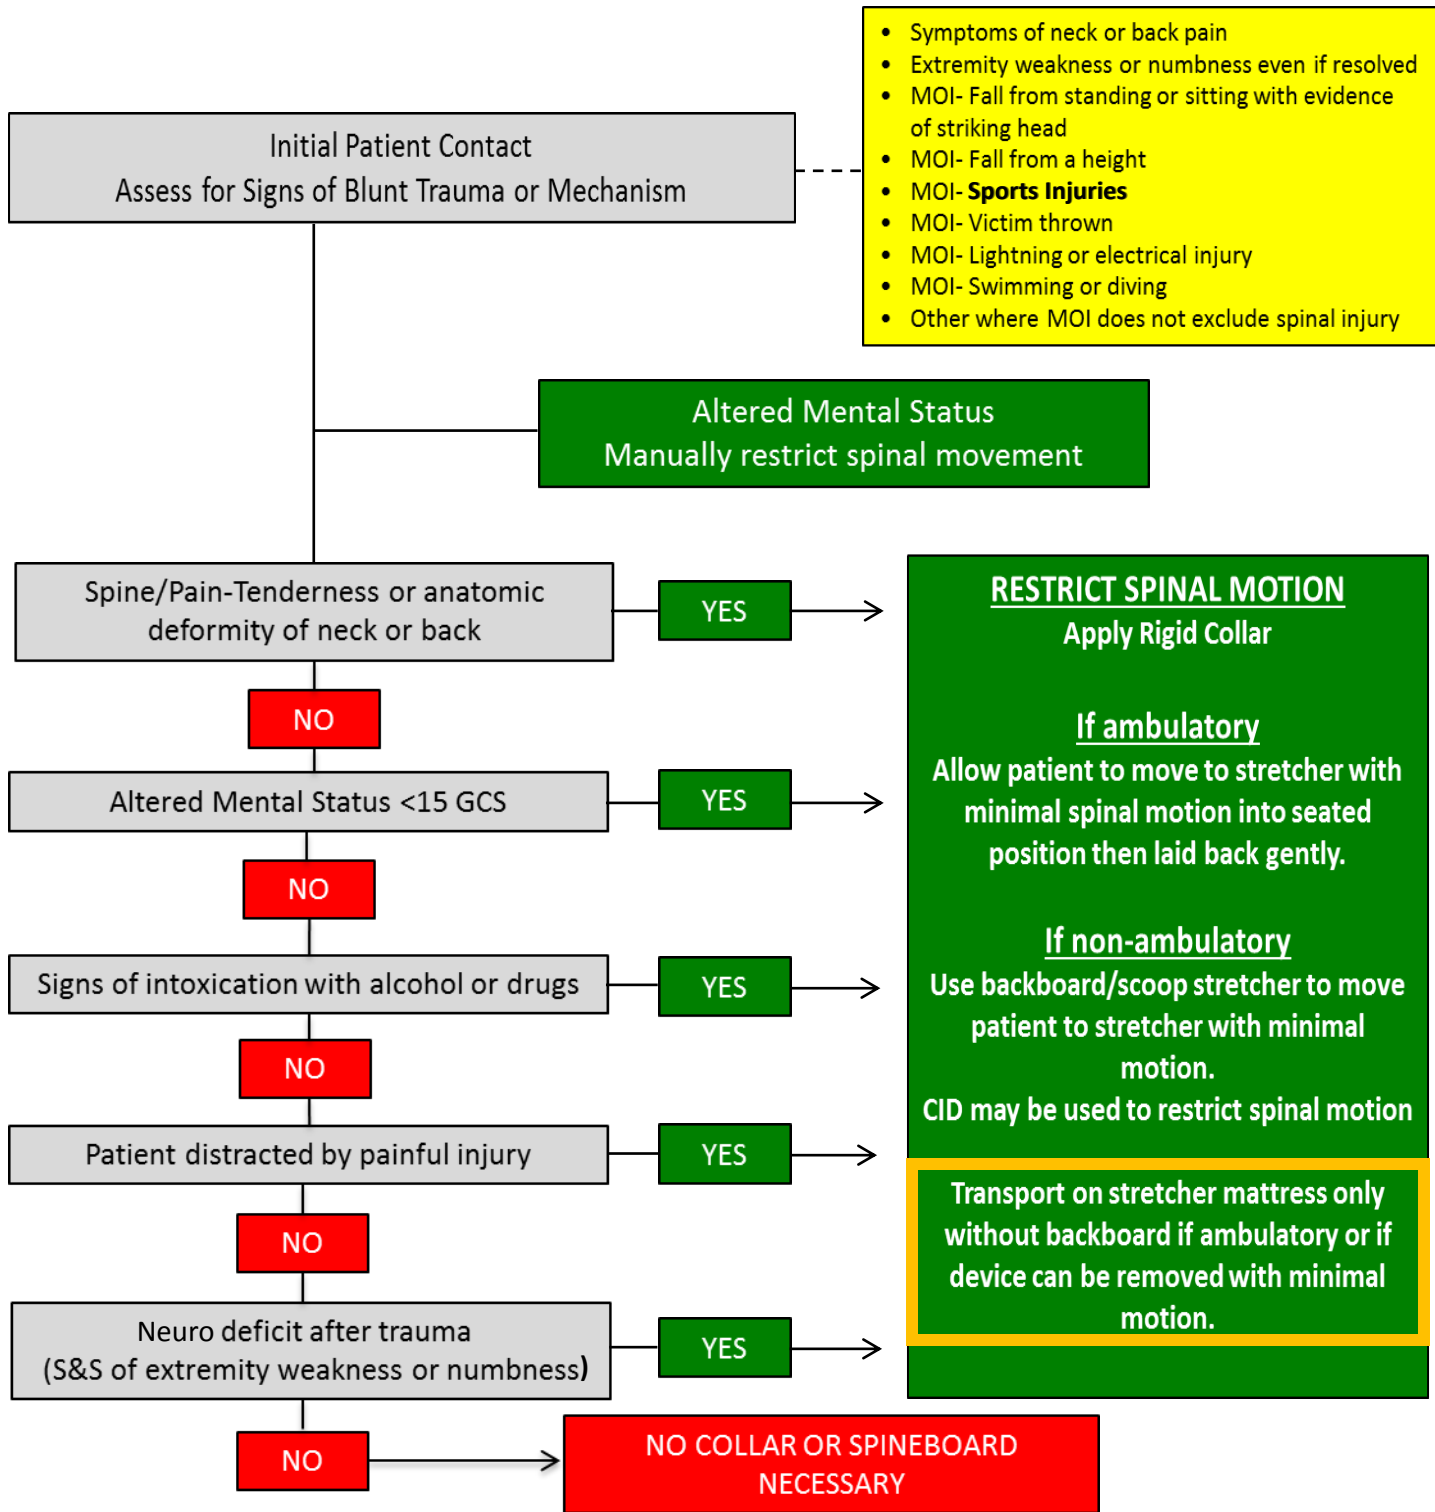 • Symptoms of neck or back pain
• Extremity weakness or numbness even if resolved
• MOI- Fall from standing or sitting with evidence
of striking head
• MOI- Fall from a height
• MOI- Sports Injuries
• MOI- Victim thrown
• MOI- Lightning or electrical injury
• MOI- Swimming or diving
• Other where MOI does not exclude spinal injury
Initial Patient Contact
Assess for Signs of Blunt Trauma or Mechanism
Altered Mental Status
Manually restrict spinal movement
Spine/Pain-Tenderness or anatomic
deformity of neck or back
YES
NO
Altered Mental Status <15 GCS
YES
NO
Signs of intoxication with alcohol or drugs
YES
NO
Patient distracted by painful injury
YES
NO
Neuro deficit after trauma
(S&S of extremity weakness or numbness)
YES
NO
NO COLLAR OR SPINEBOARD
NECESSARY
RESTRICT SPINAL MOTION
Apply Rigid Collar
If ambulatory
Allow patient to move to stretcher with
minimal spinal motion into seated
position then laid back gently.
If non-ambulatory
Use backboard/scoop stretcher to move
patient to stretcher with minimal
motion.
CID may be used to restrict spinal motion
Transport on stretcher mattress only
without backboard if ambulatory or if
device can be removed with minimal
motion.